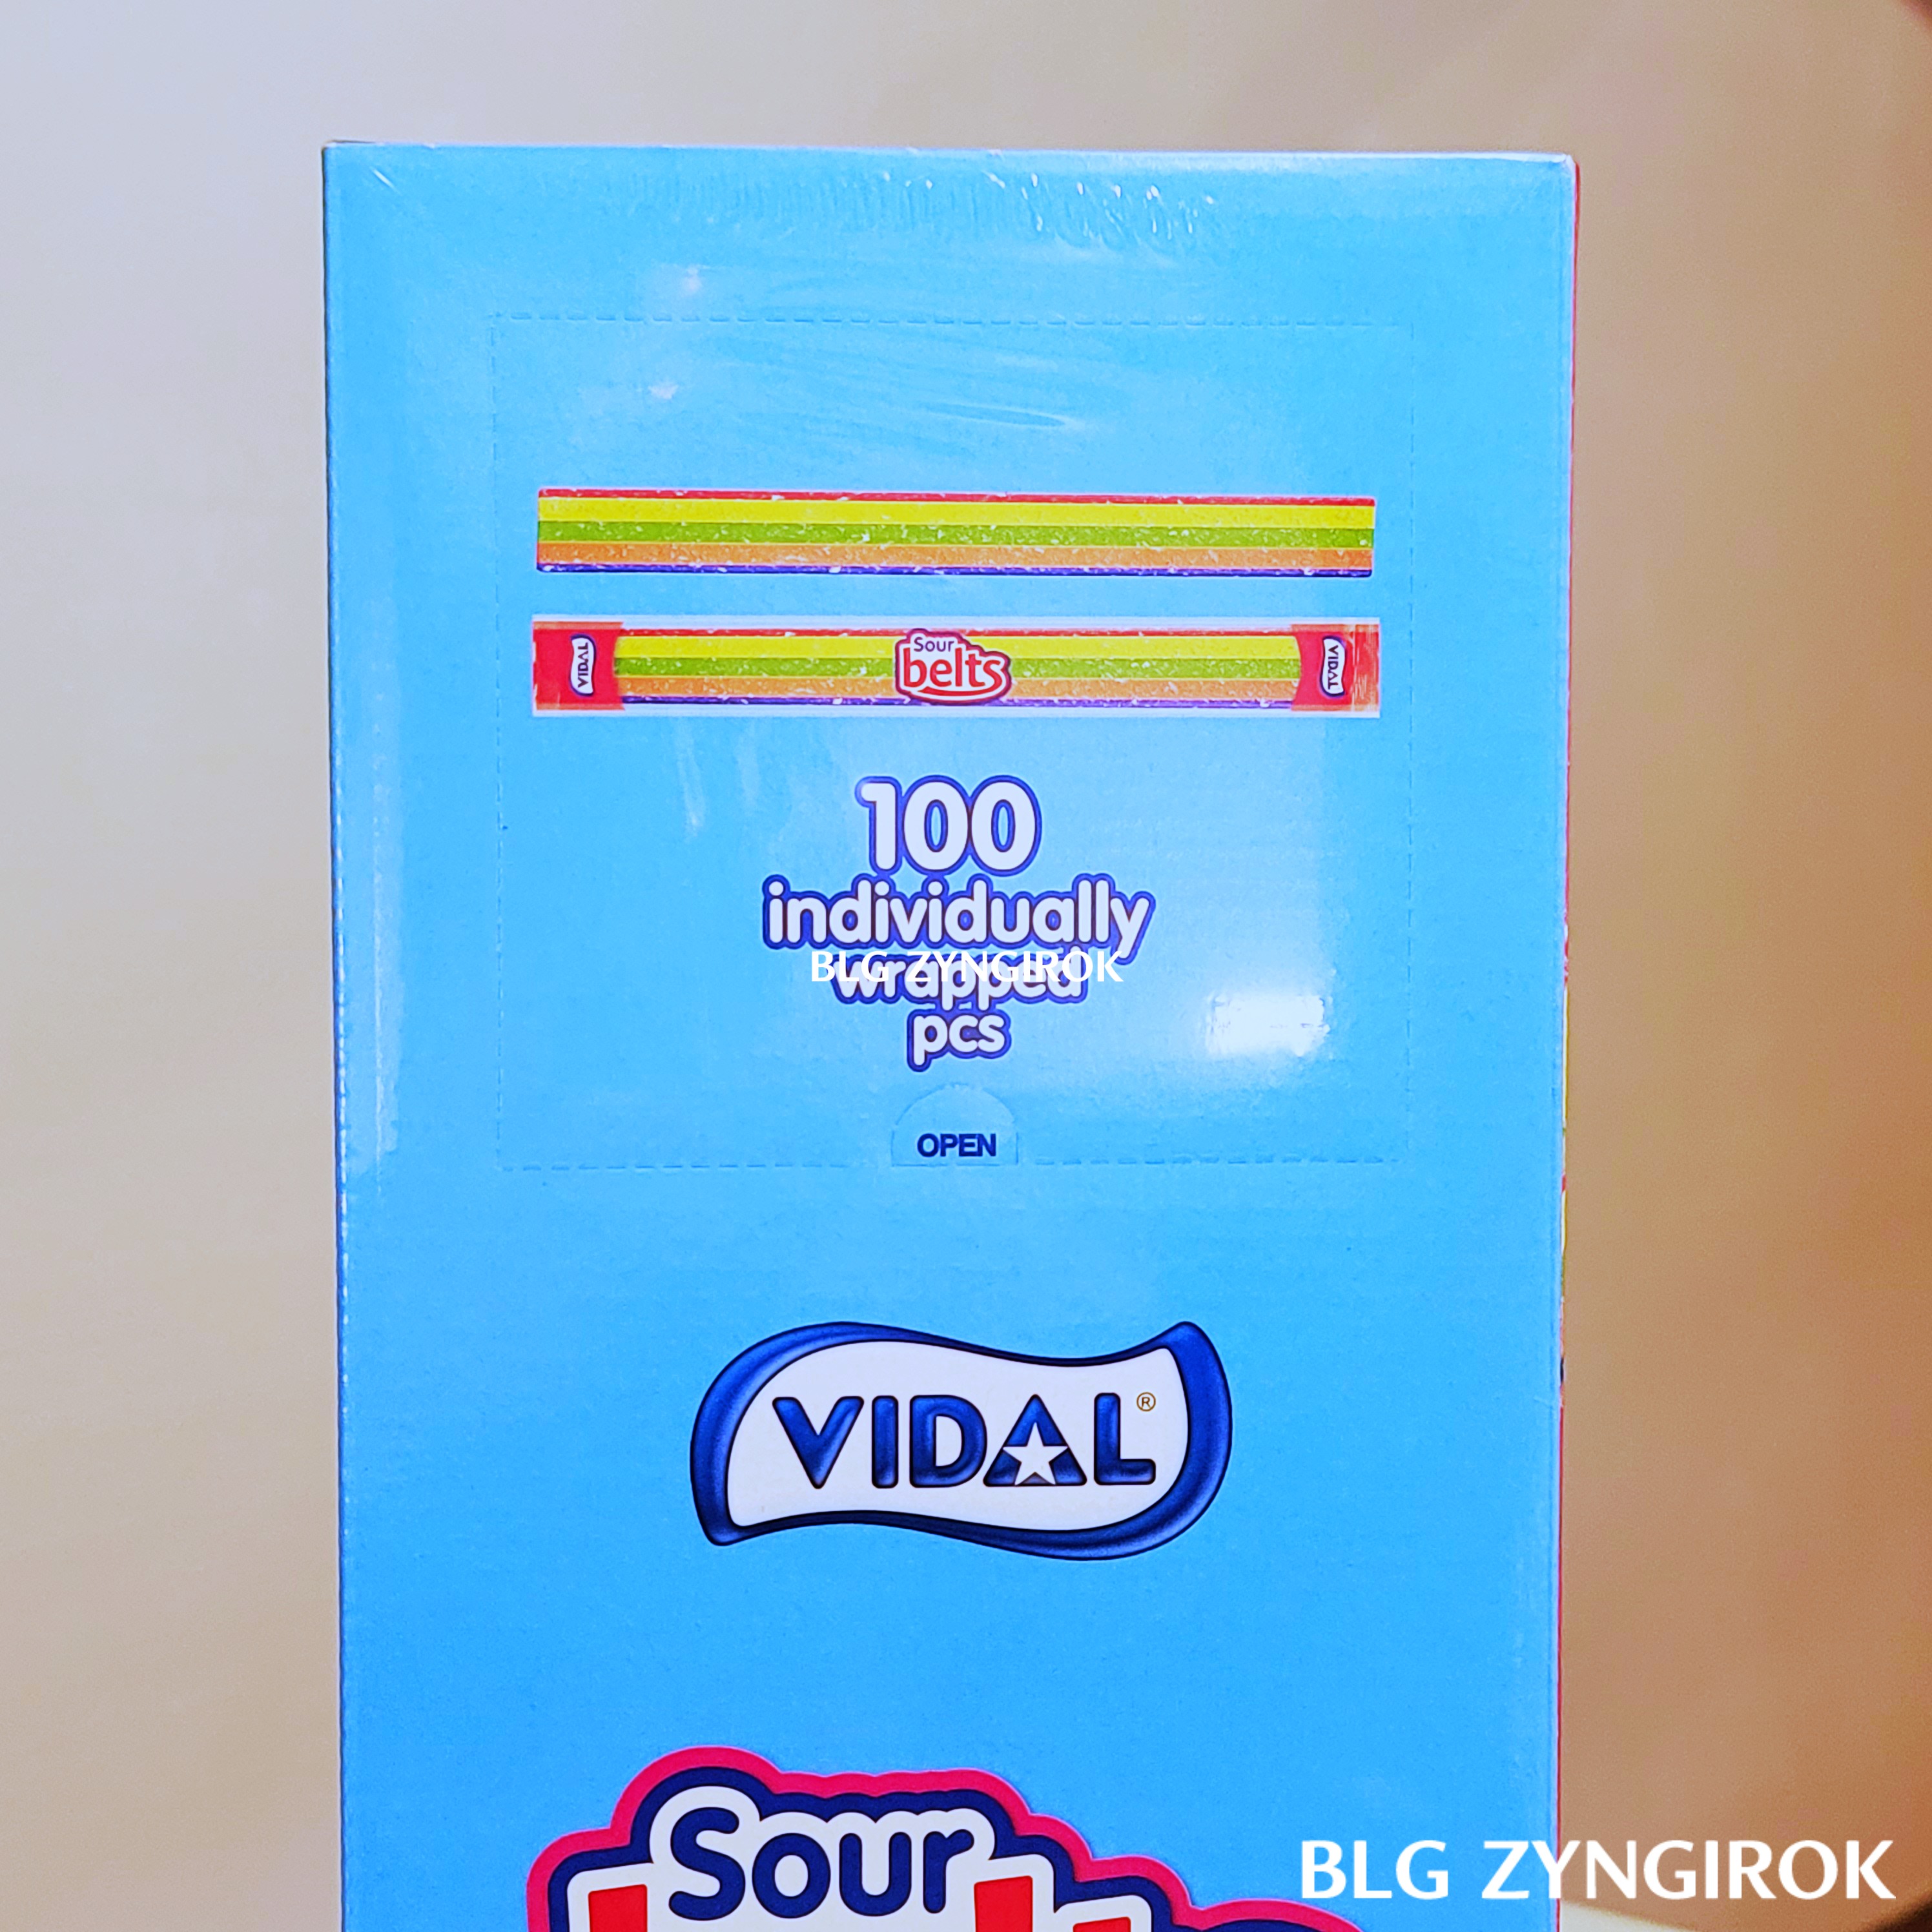 VIDAL
Sour
belts
VIDAL
100
individually
wrapped
BLG ZYNGIROK
pcs
OPEN
VIDAL®
Sour
BLG ZYNGIROK